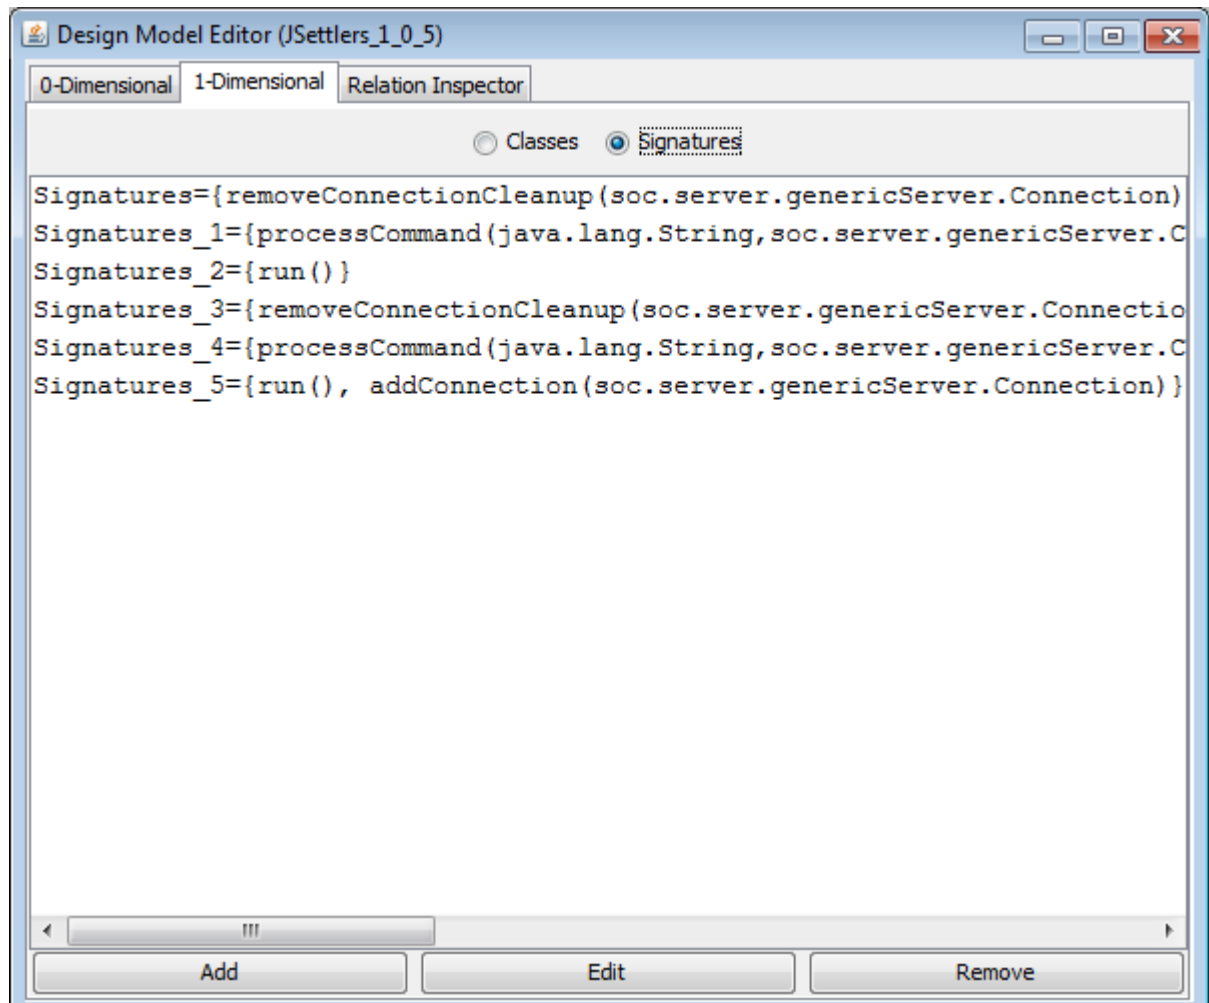 Design Model Editor (JSettlers_1_0_5)
0-Dimensional 1-Dimensional Relation Inspector
Classes Signatures
Signatures={removeConnectionCleanup(soc.server.genericServer.Connection)
Signatures_1={processCommand(java.lang.String,soc.server.genericServer.C
Signatures_2={run()}
Signatures_3={removeConnectionCleanup(soc.server.genericServer.Connectio
Signatures_4={processCommand(java.lang.String,soc.server.genericServer.C
Signatures_5={run(), addConnection(soc.server.genericServer.Connection)}
Add Edit Remove